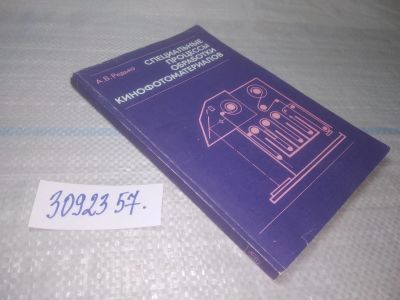 А.В. Редько
СПЕЦИАЛЬНЫЕ
ПРОЦЕССЫ
ОБРАБОТКИ
КИНОФОТОМАТЕРИАЛОВ
3092357.